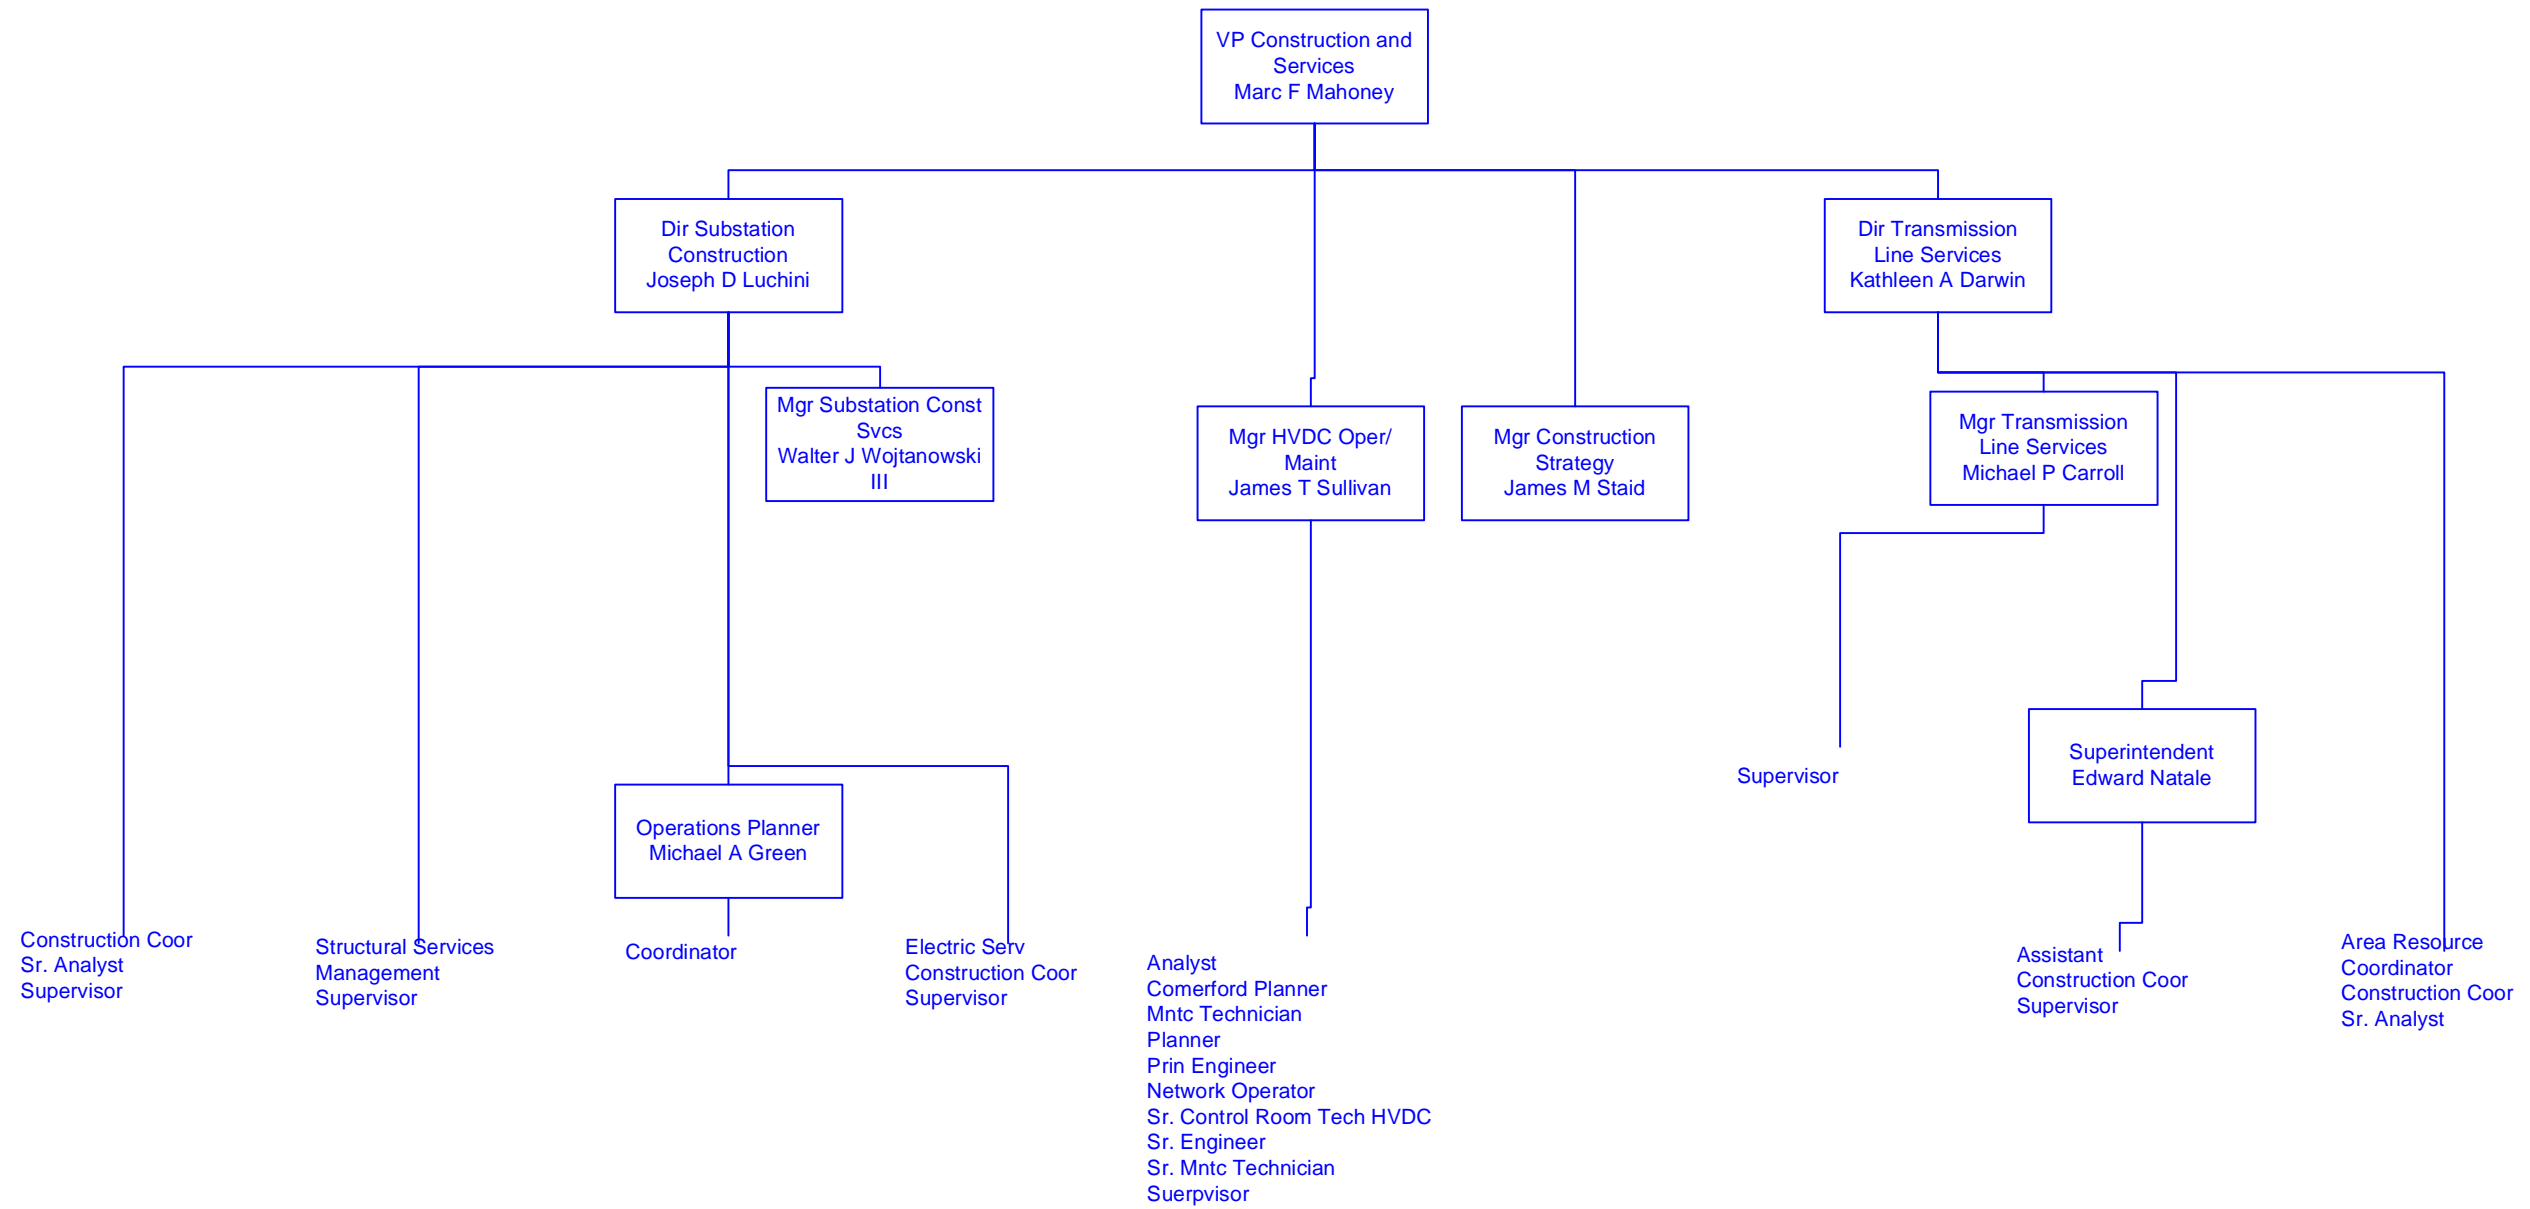 VP Construction and
Services
Marc F Mahoney
Dir Substation
Construction
Joseph D Luchini
Dir Transmission
Line Services
Kathleen A Darwin
Mgr Substation Const
Svcs
Walter J Wojtanowski
III
Mgr HVDC Oper/
Maint
James T Sullivan
Mgr Construction
Strategy
James M Staid
Mgr Transmission
Line Services
Michael P Carroll
Supervisor
Superintendent
Edward Natale
Operations Planner
Michael A Green
Construction Coor
Sr. Analyst
Supervisor
Structural Services
Management
Supervisor
Coordinator
Electric Serv
Construction Coor
Supervisor
Analyst
Comerford Planner
Mntc Technician
Planner
Prin Engineer
Network Operator
Sr. Control Room Tech HVDC
Sr. Engineer
Sr. Mntc Technician
Suerpvisor
Assistant
Construction Coor
Supervisor
Area Resource
Coordinator
Construction Coor
Sr. Analyst